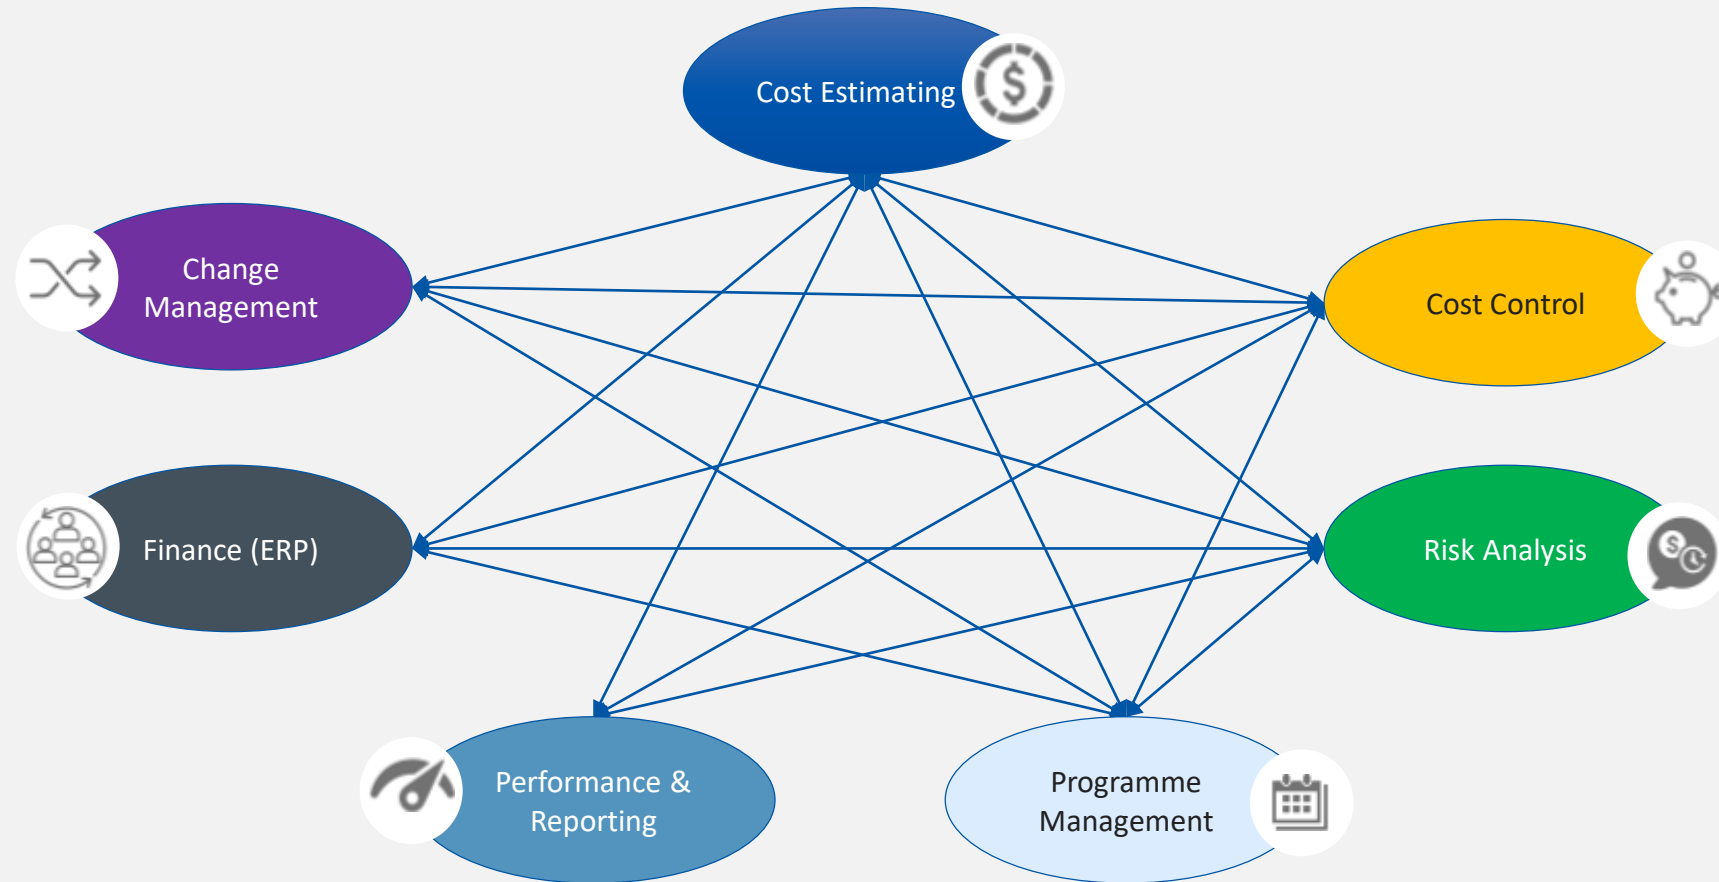 Cost Estimating
Change
Management
Cost Control
Finance (ERP)
Risk Analysis
Performance &
Reporting
Programme
Management